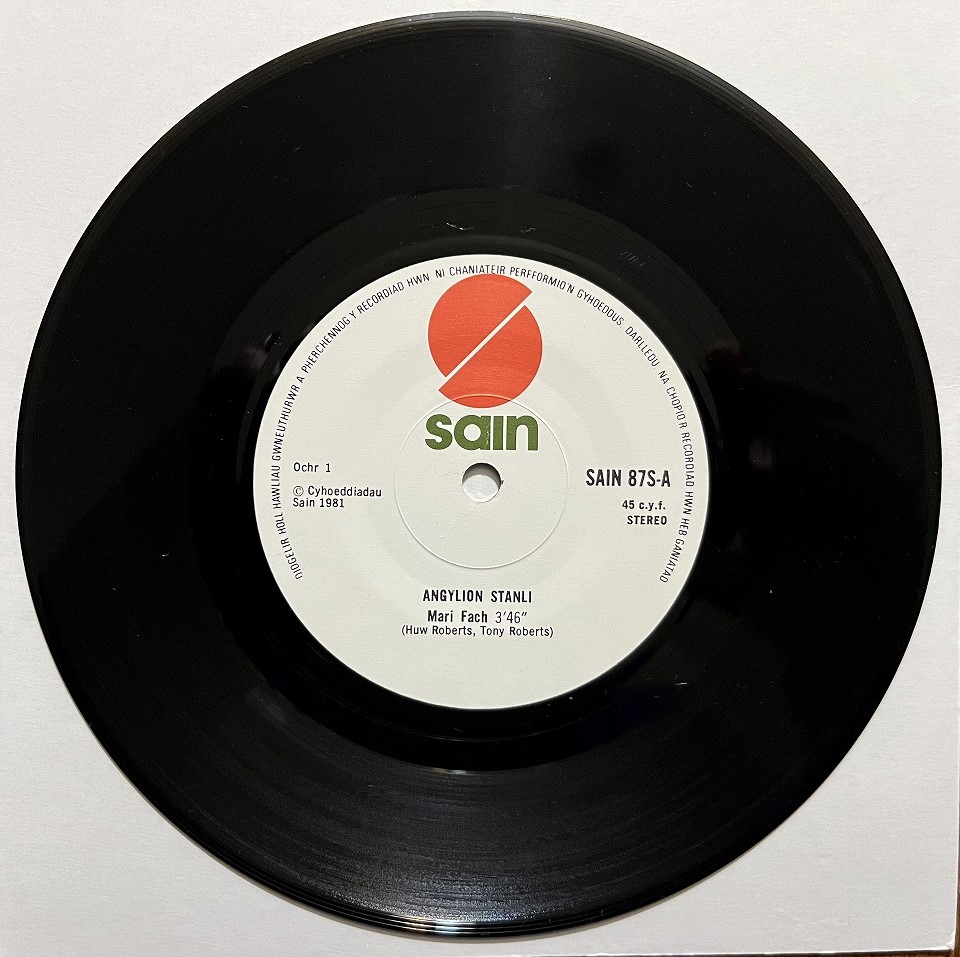 DIOGELIR HOLL HAWLIAU GWNEUTHURWR A PHERCHENNOG Y RECORDIAD HWN NI CHANIATEIR PERFFORMIO'N GYHOEDDUS DARLLEDU NA CHOPIO'R RECORDIAD HWN HEB GANIATAD
sain
Ochr 1
© Cyhoeddiadau
Sain 1981
SAIN 87S-A
45 c.y.f.
STEREO
ANGYLION STANLI
Mari Fach 3'46"
(Huw Roberts, Tony Roberts)